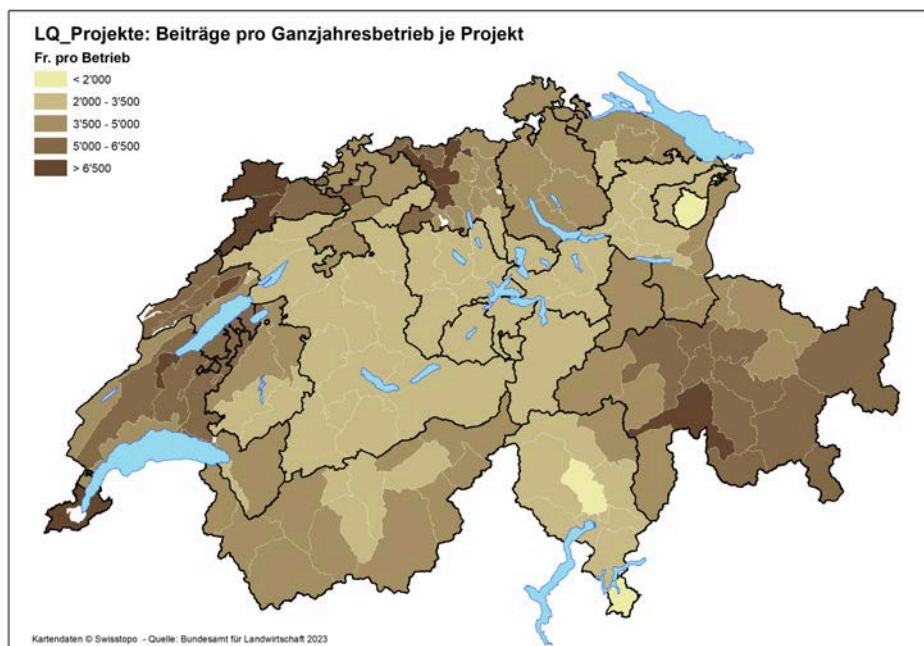 LQ_Projekte: Beiträge pro Ganzjahresbetrieb je Projekt
Fr. pro Betrieb
< 2'000
2'000 - 3'500
3'500 - 5'000
5'000 - 6'500
> 6'500
Kartendaten © Swisstopo - Quelle: Bundesamt für Landwirtschaft 2023